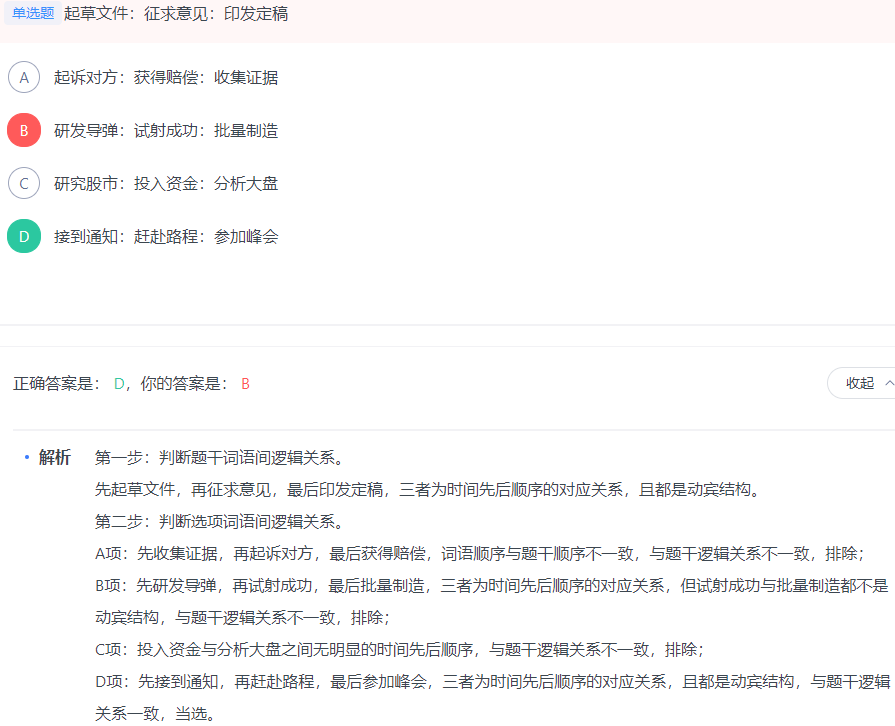 单选题 起草文件：征求意见：印发定稿
A 起诉对方：获得赔偿：收集证据
B 研发导弹：试射成功：批量制造
C 研究股市：投入资金：分析大盘
D 接到通知：赶赴路程：参加峰会
正确答案是： D，你的答案是： B
收起
解析 第一步：判断题干词语间逻辑关系。
先起草文件，再征求意见，最后印发定稿，三者为时间先后顺序的对应关系，且都是动宾结构。
第二步：判断选项词语间逻辑关系。
A项：先收集证据，再起诉对方，最后获得赔偿，词语顺序与题干顺序不一致，与题干逻辑关系不一致，排除；
B项：先研发导弹，再试射成功，最后批量制造，三者为时间先后顺序的对应关系，但试射成功与批量制造都不是
动宾结构，与题干逻辑关系不一致，排除；
C项：投入资金与分析大盘之间无明显的时间先后顺序，与题干逻辑关系不一致，排除；
D项：先接到通知，再赶赴路程，最后参加峰会，三者为时间先后顺序的对应关系，且都是动宾结构，与题干逻辑
关系一致，当选。